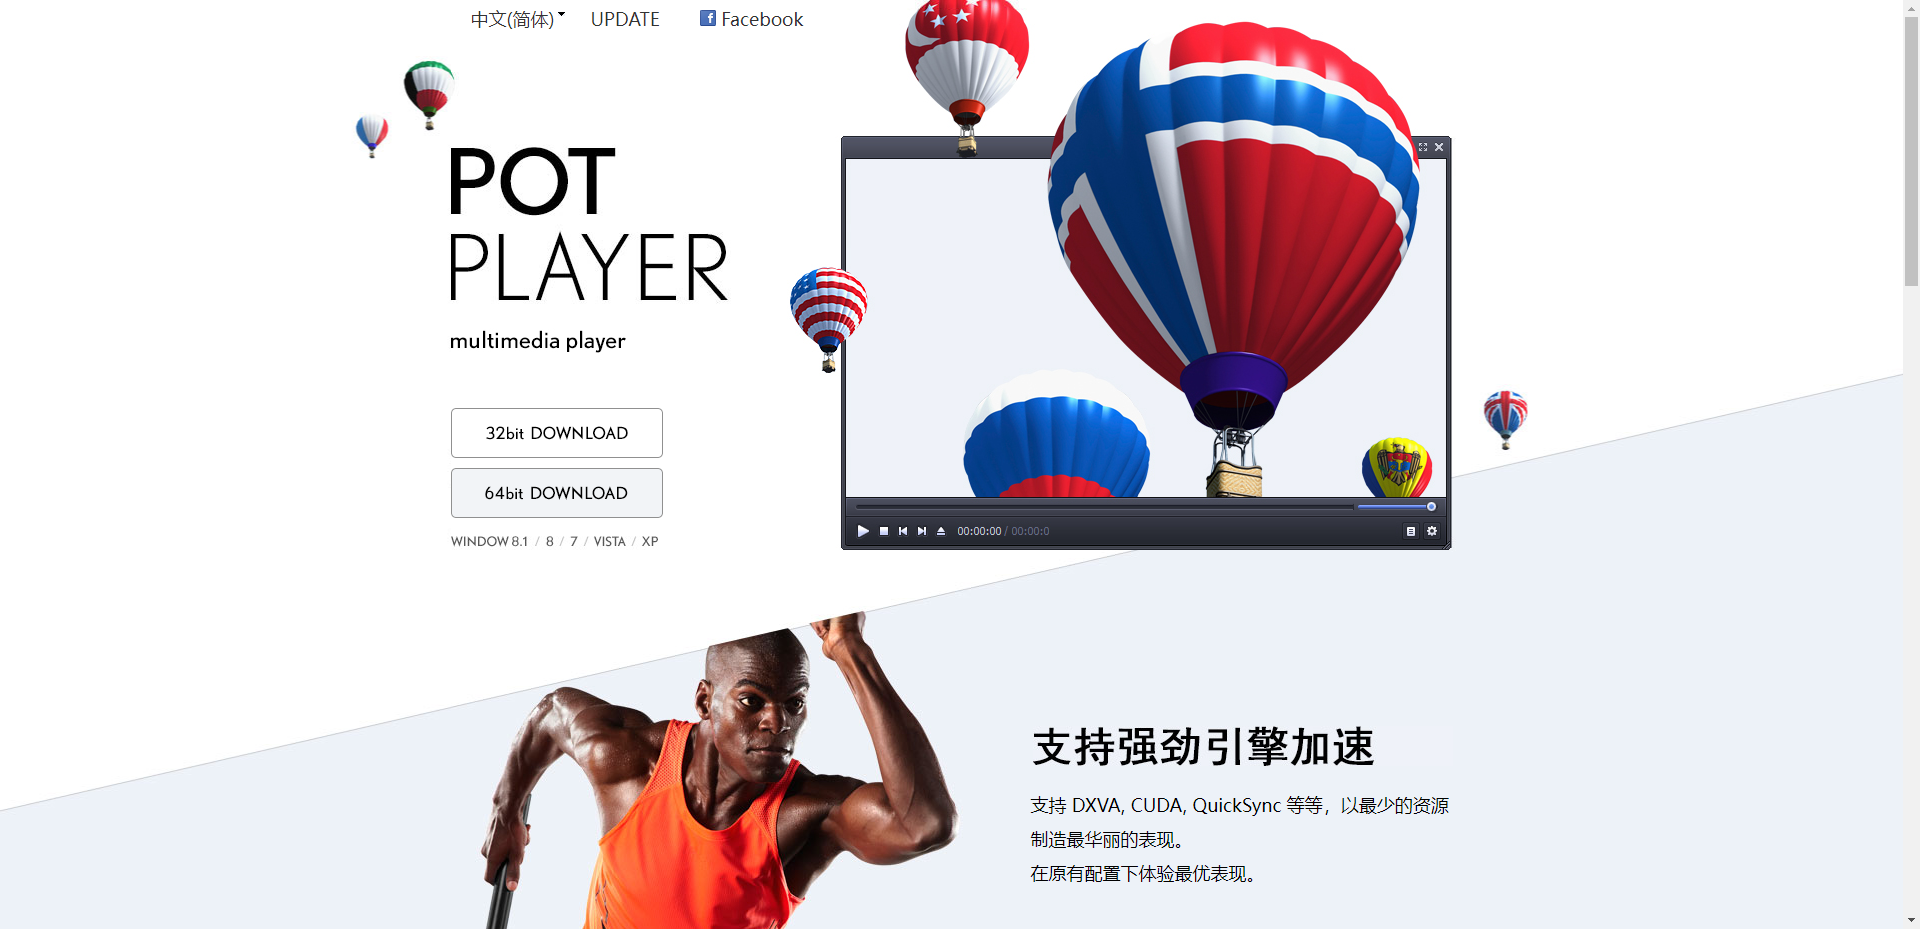 中文(简体)
UPDATE
Facebook
POT
PLAYER
multimedia player
32bit DOWNLOAD
64bit DOWNLOAD
WINDOW 8.1 / 8 / 7 / VISTA / XP
00:00:00 / 00:00:0
支持强劲引擎加速
支持 DXVA, CUDA, QuickSync 等等，以最少的资源
制造最华丽的表现。
在原有配置下体验最优表现。